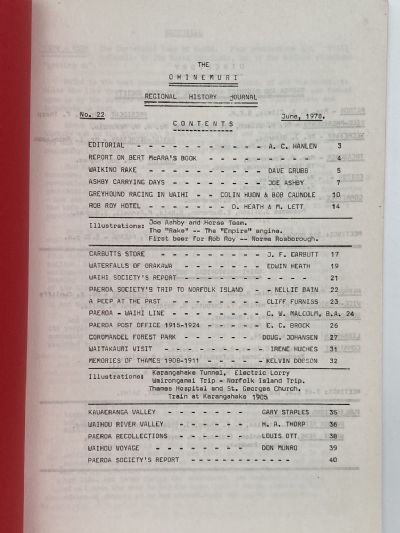 THE
OHINEMURI
REGIONAL HISTORY JOURNAL
No. 22 June, 1978.
CONTENTS
EDITORIAL - - - - - - - - - - - A. C. HANLEN 3
REPORT ON BERT McARA'S BOOK - - - - - - - - 4
WAIKINO RAKE - - - - - - - - - - DAVE GRUBB 5
ASHBY CARRYING DAYS - - - - - - - JOE ASHBY 7
GREYHOUND RACING IN WAIHI - - COLIN HUON & BOB CAUNDLE 10
ROB ROY HOTEL - - - - - - D. HEATH & M. LETT 14
Illustrations: Joe Ashby and Horse Team.
The "Rake" -- The "Empire" engine.
First beer for Rob Roy -- Norma Rosborough.
CARBUTTS STORE - - - - - - - - J. F. CARBUTT 17
WATERFALLS OF ORAKAWA - - - - - - EDWIN HEATH 19
WAIHI SOCIETY'S REPORT - - - - - - - - - - - 21
PAEROA SOCIETY'S TRIP TO NORFOLK ISLAND - - NELLIE BAIN 22
A PEEP AT THE PAST - - - - - - CLIFF FURNISS 23
PAEROA - WAIHI LINE - - - - - C. W. MALCOLM, B.A. 24
PAEROA POST OFFICE 1915-1924 - - - - E. C. BROCK 26
COROMANDEL FOREST PARK - - - - - DOUG. JOHANSEN 27
WAITAKAURI VISIT - - - - - - - IRENE HUGHES 31
MEMORIES OF THAMES 1908-1911 - - - - KELVIN DOBSON 32
Illustrations: Karangahake Tunnel, Electric Lorry
Wairongomai Trip - Norfolk Island Trip.
Thames Hospital and St. Georges Church.
Train at Karangahake 1905
KAUAERANGA VALLEY - - - - - - GARY STAPLES 35
WAIHOU RIVER VALLEY - - - - - - H. A. THORP 36
PAEROA RECOLLECTIONS - - - - - - LOUIS OTT 38
WAIHOU VOYAGE - - - - - - - - DON MUNRO 39
PAEROA SOCIETY'S REPORT - - - - - - - - - - - - 40